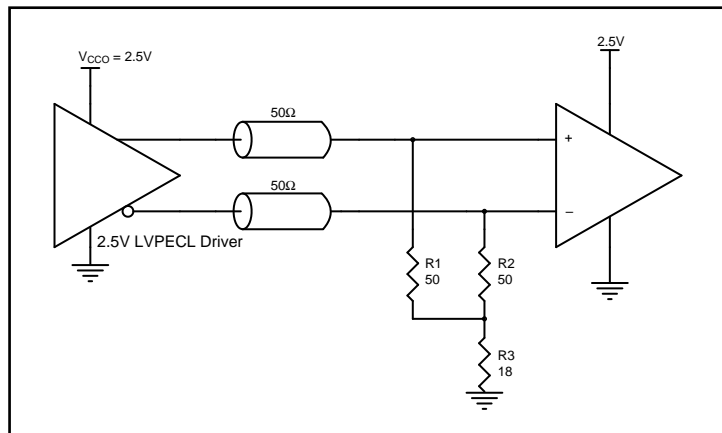 V_CCO = 2.5V
2.5V
50Ω
+
50Ω
–
2.5V LVPECL Driver
R1
50
R2
50
R3
18